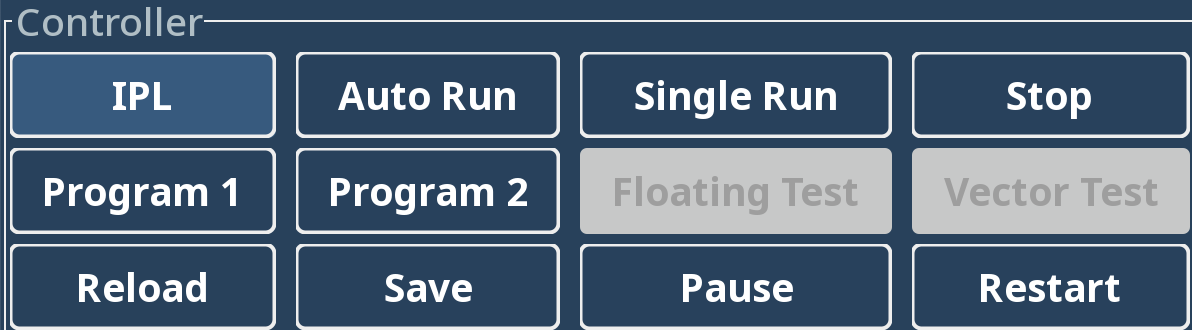 Controller
IPL Auto Run Single Run Stop
Program 1 Program 2 Floating Test Vector Test
Reload Save Pause Restart